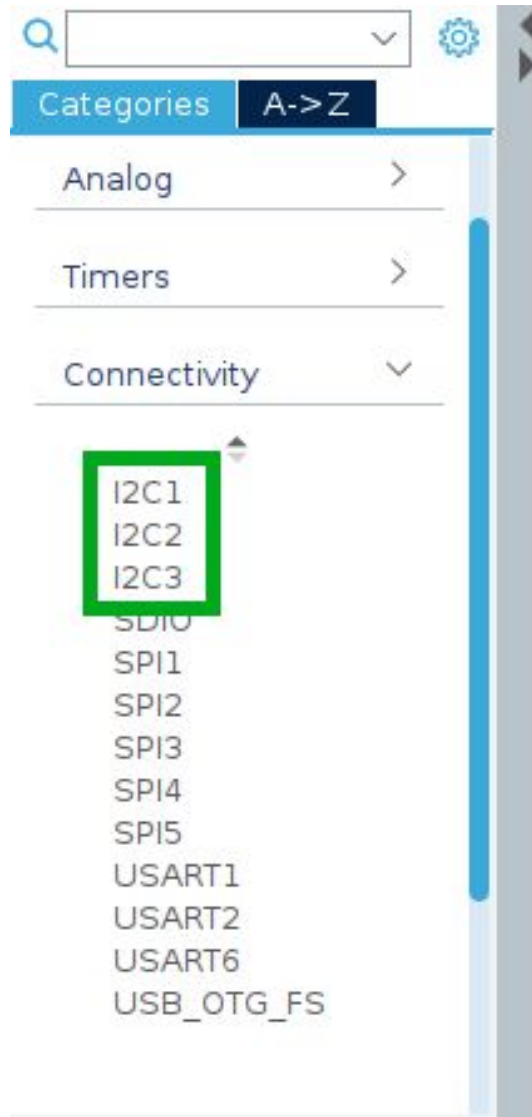 Categories
A->Z
Analog
Timers
Connectivity
I2C1
I2C2
I2C3
SDIO
SPI1
SPI2
SPI3
SPI4
SPI5
USART1
USART2
USART6
USB_OTG_FS